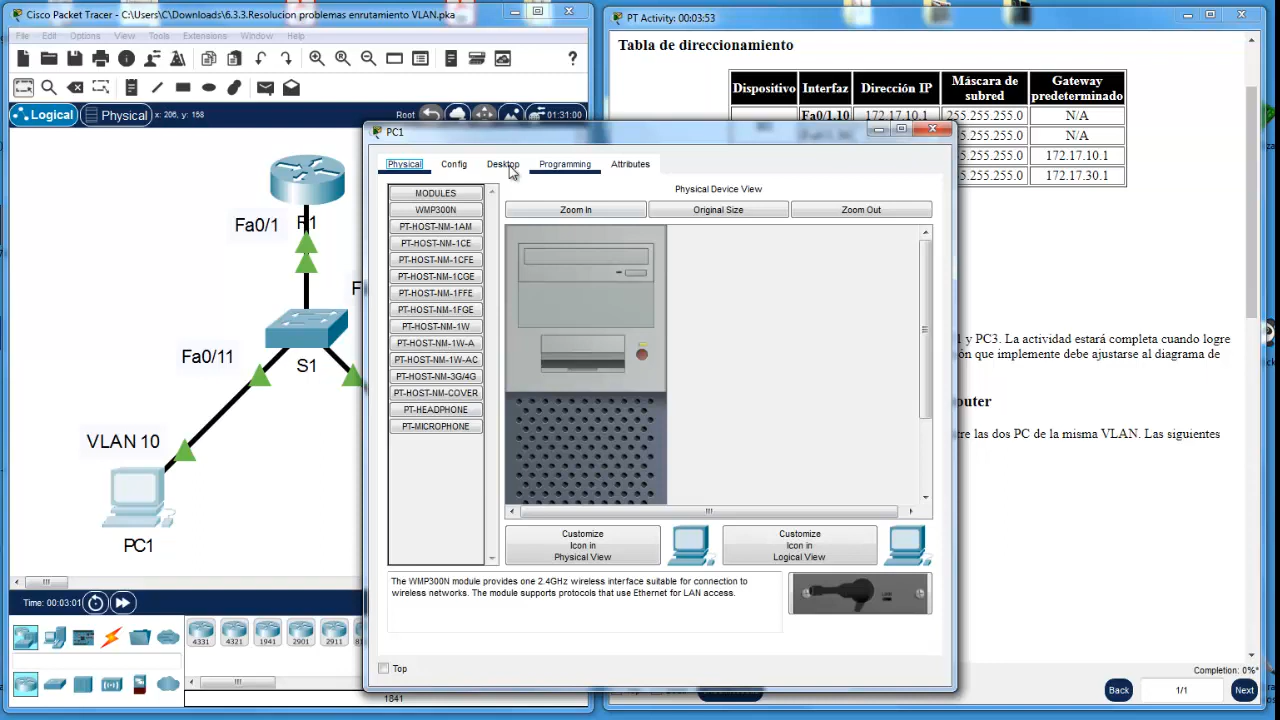 Cisco Packet Tracer - C:\Users\C\Downloads\6.3.3.Resolucion problemas enrutamiento VLAN.pka
File Edit Options View Tools Extensions Window Help
Logical Physical x: 206, y: 158 Root 01:31:00
Fa0/1 R1
Fa0/11 S1
VLAN 10
PC1
Time: 00:03:01
4331 4321 1941 2901 2911
1841
PT Activity: 00:03:53
Tabla de direccionamiento
Dispositivo Interfaz Dirección IP Máscara de subred Gateway predeterminado
Fa0/1.10 172.17.10.1 255.255.255.0 N/A
255.255.255.0 N/A
255.255.255.0 172.17.10.1
255.255.255.0 172.17.30.1
1 y PC3. La actividad estará completa cuando logre
ón que implemente debe ajustarse al diagrama de
outer
tre las dos PC de la misma VLAN. Las siguientes
Completion: 0%*
Back 1/1 Next
PC1
Physical Config Desktop Programming Attributes
MODULES
WMP300N
PT-HOST-NM-1AM
PT-HOST-NM-1CE
PT-HOST-NM-1CFE
PT-HOST-NM-1CGE
PT-HOST-NM-1FFE
PT-HOST-NM-1FGE
PT-HOST-NM-1W
PT-HOST-NM-1W-A
PT-HOST-NM-1W-AC
PT-HOST-NM-3G/4G
PT-HOST-NM-COVER
PT-HEADPHONE
PT-MICROPHONE
Physical Device View
Zoom In Original Size Zoom Out
Customize
Icon in
Physical View
Customize
Icon in
Logical View
The WMP300N module provides one 2.4GHz wireless interface suitable for connection to
wireless networks. The module supports protocols that use Ethernet for LAN access.
Top